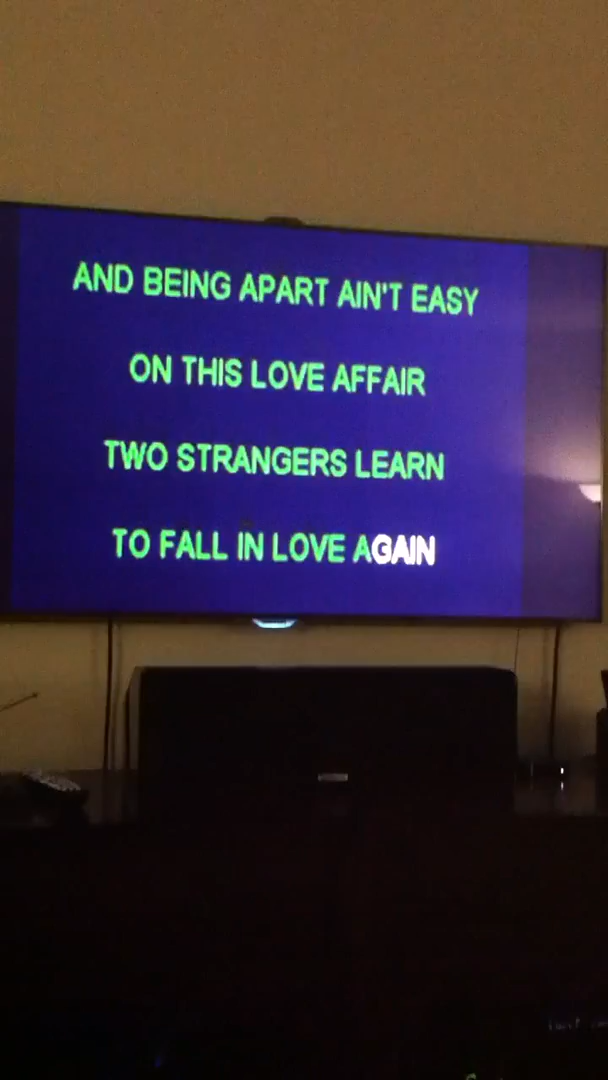 AND BEING APART AIN'T EASY
ON THIS LOVE AFFAIR
TWO STRANGERS LEARN
TO FALL IN LOVE AGAIN